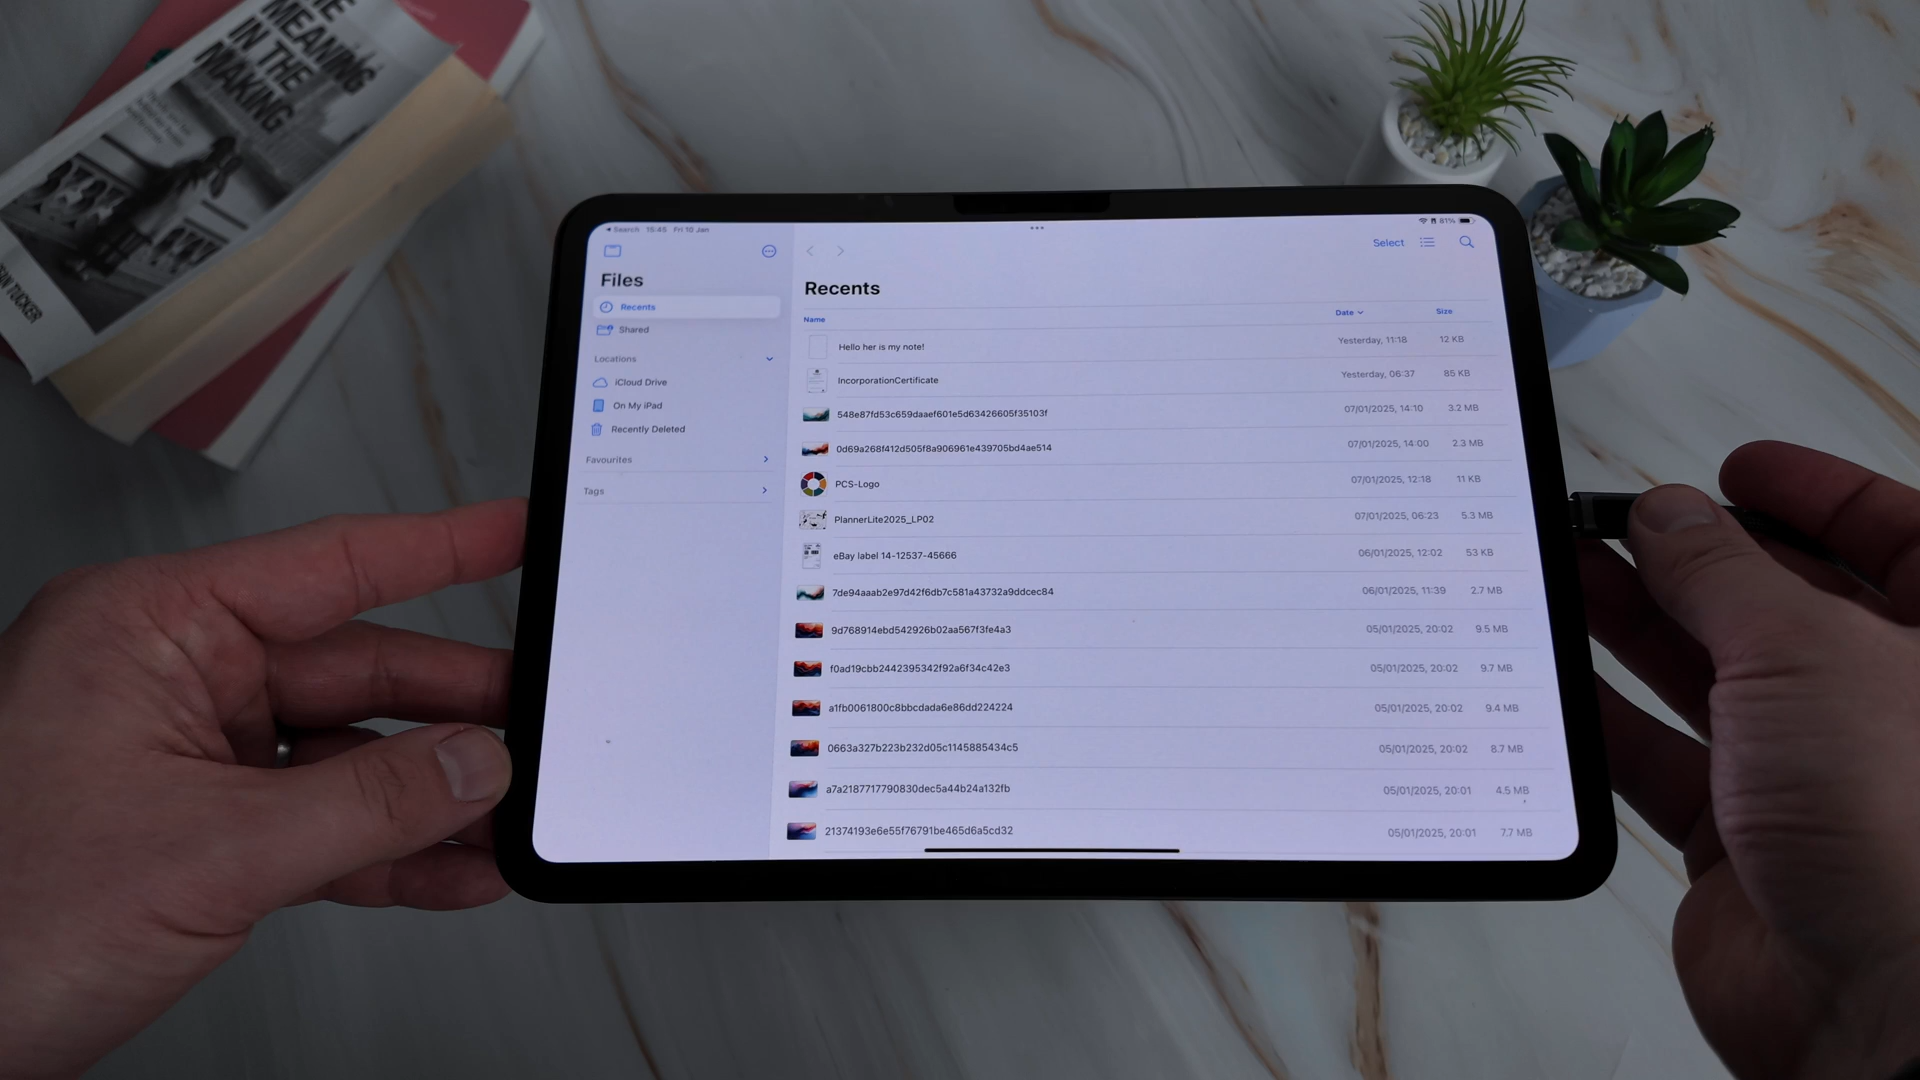 THE
MEANING
IN THE
MAKING
SEAN TUCKER
Search 15:45 Fri 10 Jan
81%
Files
Recents
Shared
Locations
iCloud Drive
On My iPad
Recently Deleted
Favourites
Tags
Select
Recents
Name Date Size
Hello her is my note! Yesterday, 11:18 12 KB
IncorporationCertificate Yesterday, 06:37 85 KB
548e87fd53c659daaef601e5d63426605f35103f 07/01/2025, 14:10 3.2 MB
0d69a268f412d505f8a906961e439705bd4ae514 07/01/2025, 14:00 2.3 MB
PCS-Logo 07/01/2025, 12:18 11 KB
PlannerLite2025_LP02 07/01/2025, 06:23 5.3 MB
eBay label 14-12537-45666 06/01/2025, 12:02 53 KB
7de94aaab2e97d42f6db7c581a43732a9ddcec84 06/01/2025, 11:39 2.7 MB
9d768914ebd542926b02aa567f3fe4a3 05/01/2025, 20:02 9.5 MB
f0ad19cbb2442395342f92a6f34c42e3 05/01/2025, 20:02 9.7 MB
a1fb0061800c8bbcdada6e86dd224224 05/01/2025, 20:02 9.4 MB
0663a327b223b232d05c1145885434c5 05/01/2025, 20:02 8.7 MB
a7a2187717790830dec5a44b24a132fb 05/01/2025, 20:01 4.5 MB
21374193e6e55f76791be465d6a5cd32 05/01/2025, 20:01 7.7 MB